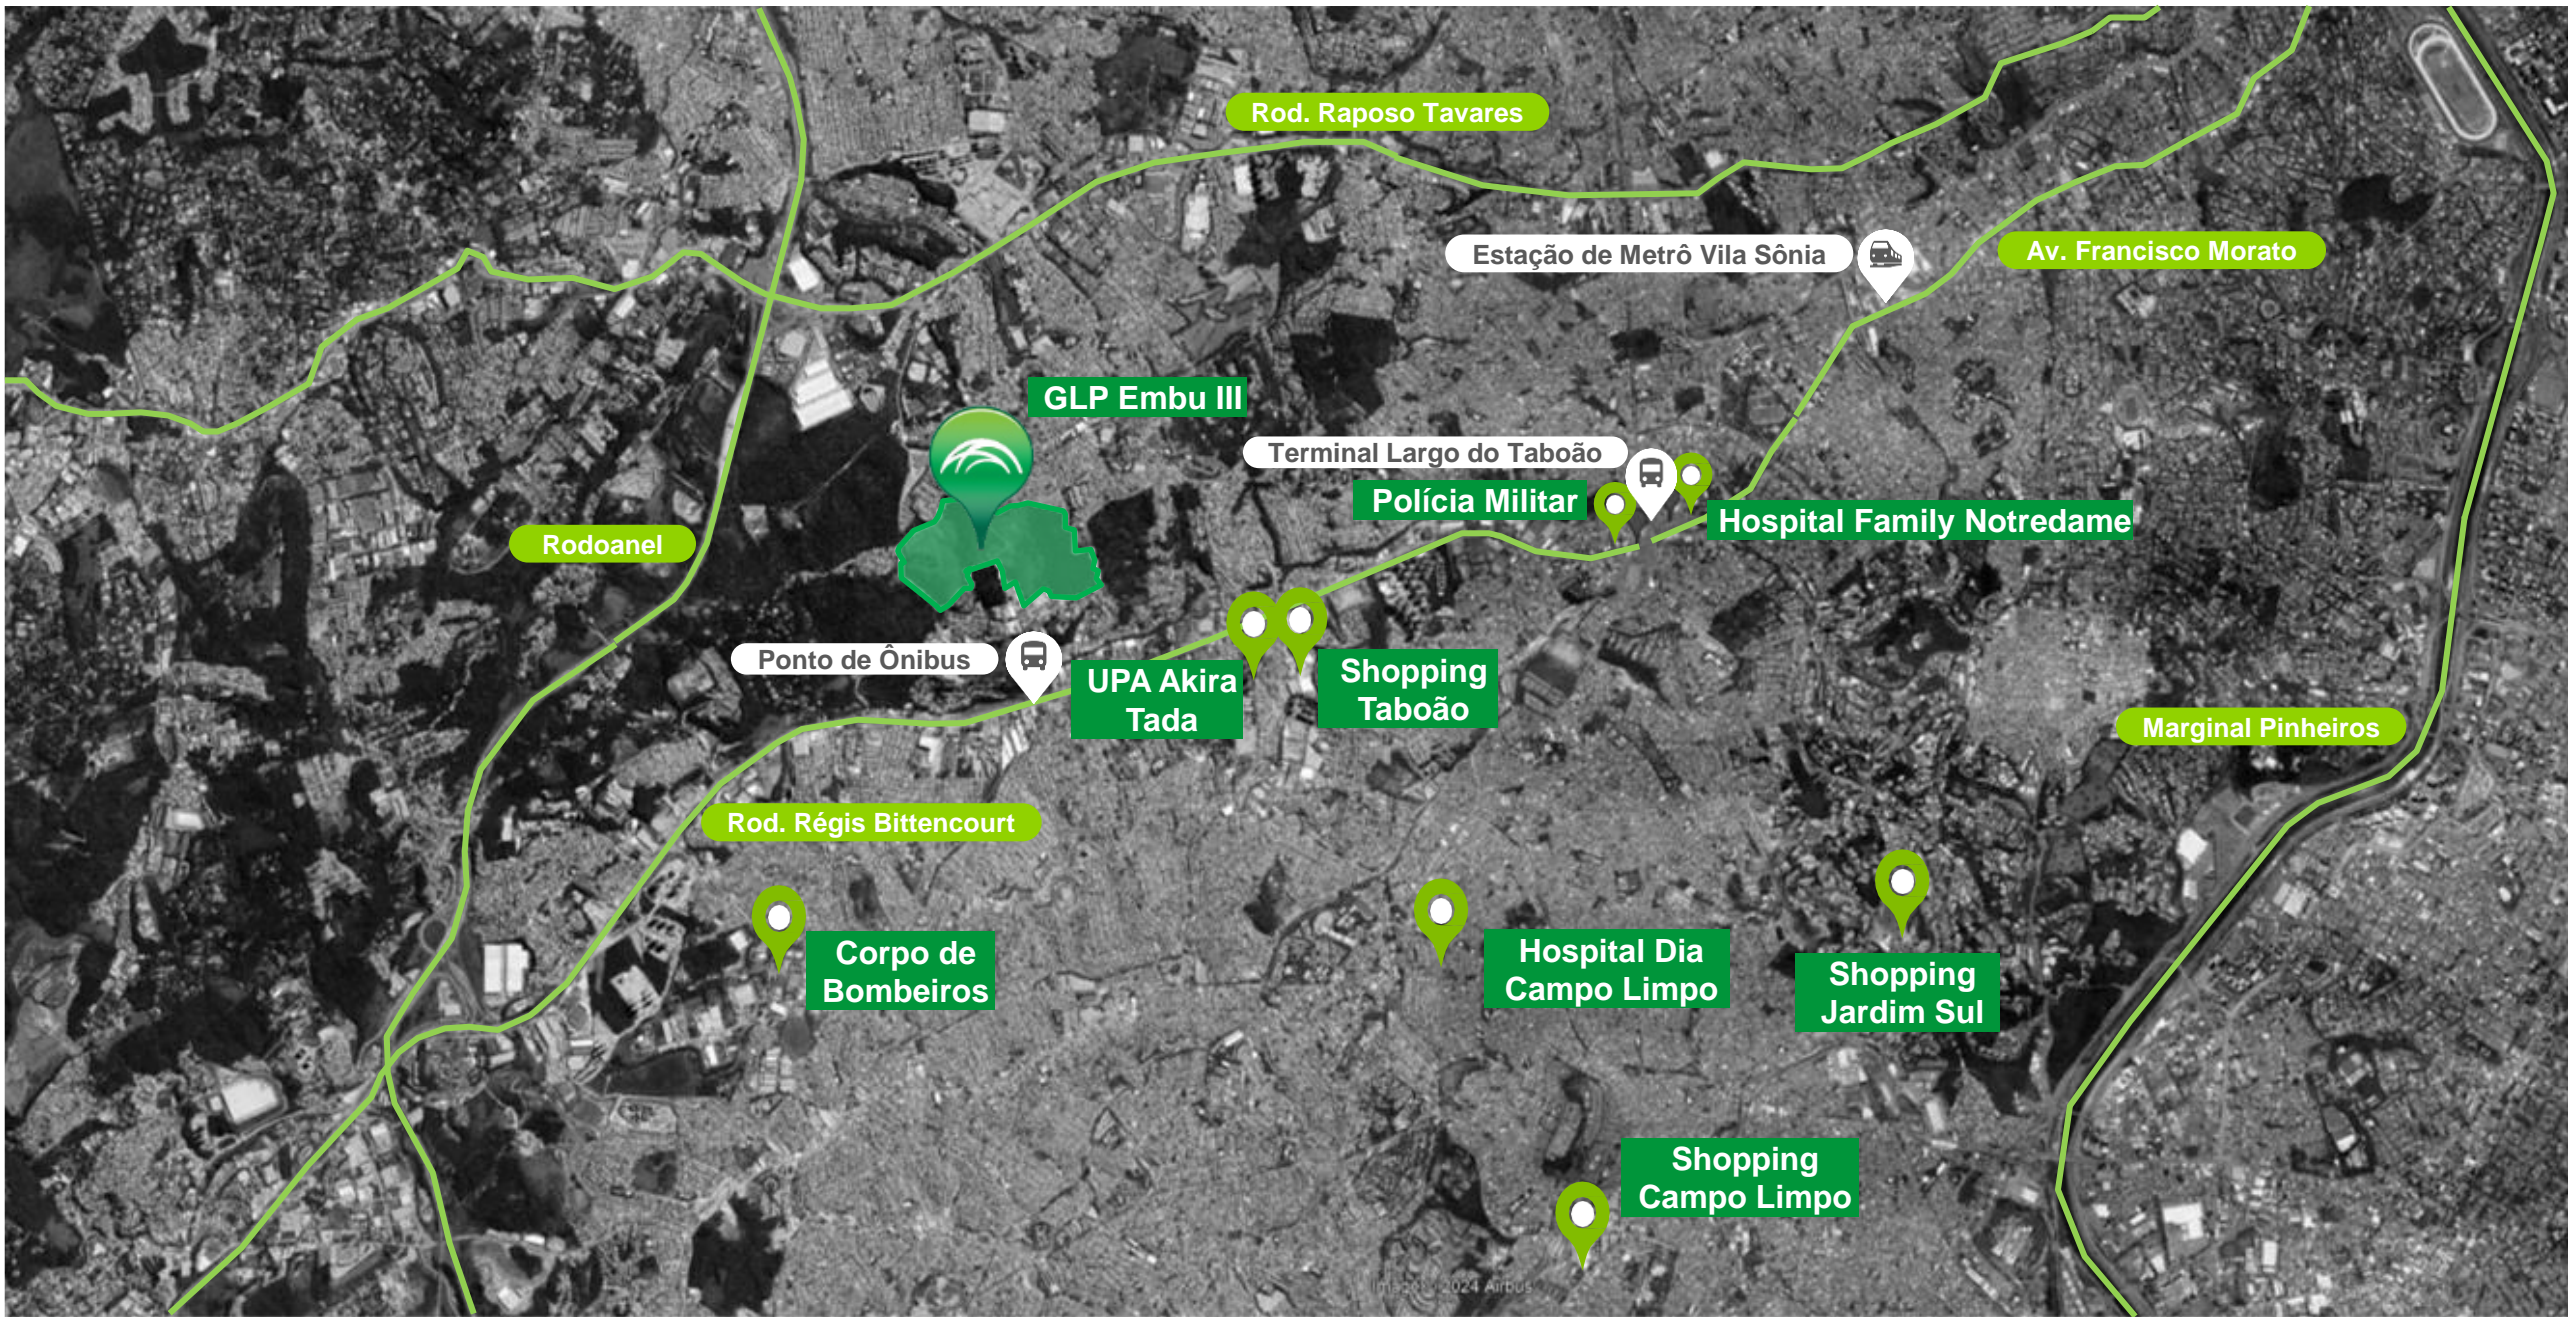 Rod. Raposo Tavares
Estação de Metrô Vila Sônia
Av. Francisco Morato
GLP Embu III
Terminal Largo do Taboão
Polícia Militar
Hospital Family Notredame
Rodoanel
Ponto de Ônibus
UPA Akira
Tada
Shopping
Taboão
Marginal Pinheiros
Rod. Régis Bittencourt
Corpo de
Bombeiros
Hospital Dia
Campo Limpo
Shopping
Jardim Sul
Shopping
Campo Limpo
2024 Airbus